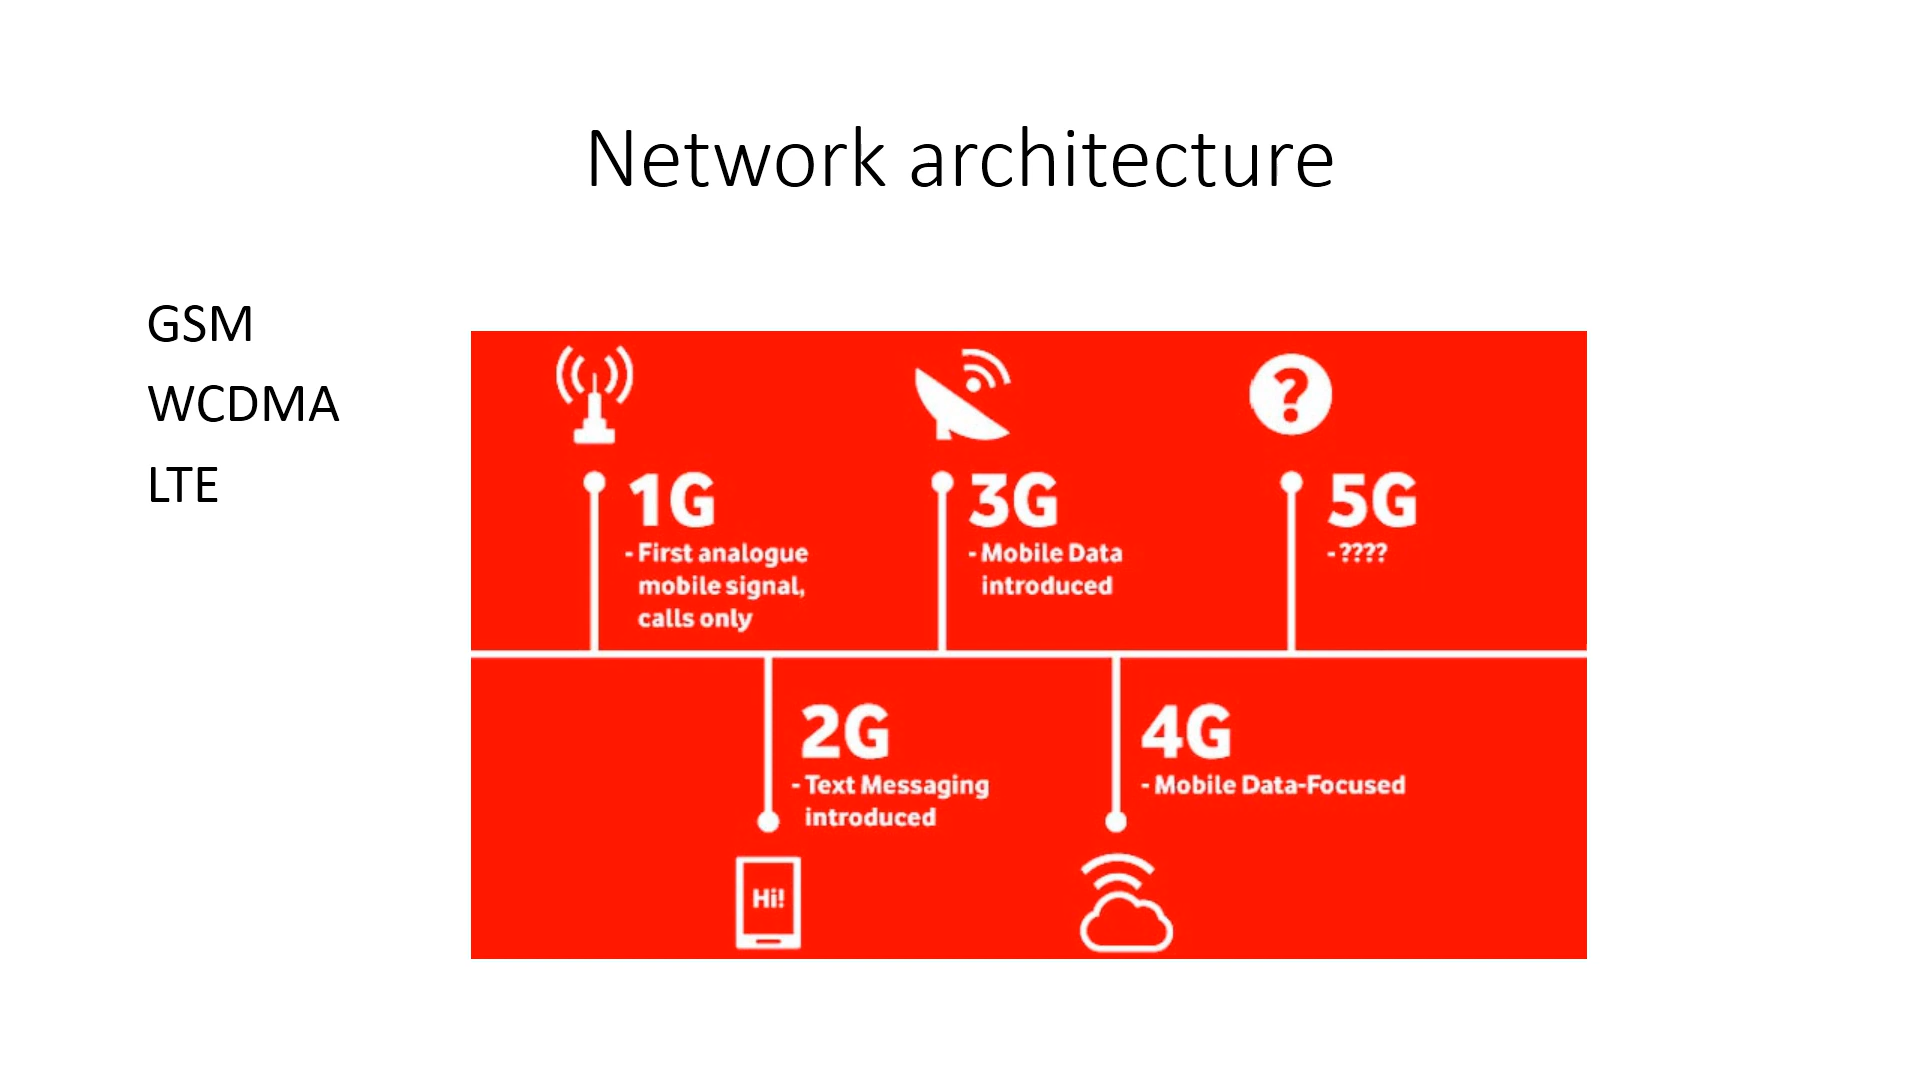 Network architecture
GSM
WCDMA
LTE
?
1G
- First analogue
mobile signal,
calls only
3G
- Mobile Data
introduced
5G
- ????
2G
- Text Messaging
introduced
4G
- Mobile Data-Focused
Hi!